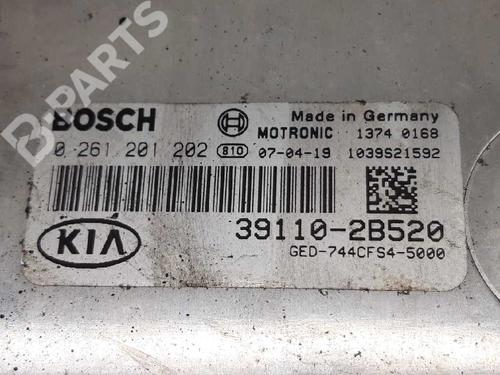 B-PARTS
BOSCH Made in Germany
MOTRONIC 1374 0168
0 261 201 202 810 07-04-19 1039S21592
39110-2B520
KIA GED-744CFS4-5000